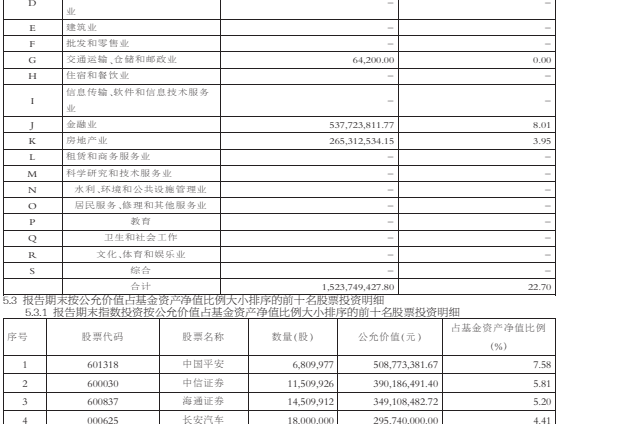 D – –
业
E 建筑业 – –
F 批发和零售业 – –
G 交通运输、仓储和邮政业 64,200.00 0.00
H 住宿和餐饮业 – –
I 信息传输、软件和信息技术服务 – –
业
J 金融业 537,723,811.77 8.01
K 房地产业 265,312,534.15 3.95
L 租赁和商务服务业 – –
M 科学研究和技术服务业 – –
N 水利、环境和公共设施管理业 – –
O 居民服务、修理和其他服务业 – –
P 教育 – –
Q 卫生和社会工作 – –
R 文化、体育和娱乐业 – –
S 综合 – –
合计 1,523,749,427.80 22.70
5.3 报告期末按公允价值占基金资产净值比例大小排序的前十名股票投资明细
5.3.1 报告期末指数投资按公允价值占基金资产净值比例大小排序的前十名股票投资明细
序号 股票代码 股票名称 数量(股) 公允价值(元) 占基金资产净值比例
(%)
1 601318 中国平安 6,809,977 508,773,381.67 7.58
2 600030 中信证券 11,509,926 390,186,491.40 5.81
3 600837 海通证券 14,509,912 349,108,482.72 5.20
4 000625 长安汽车 18,000,000 295,740,000.00 4.41